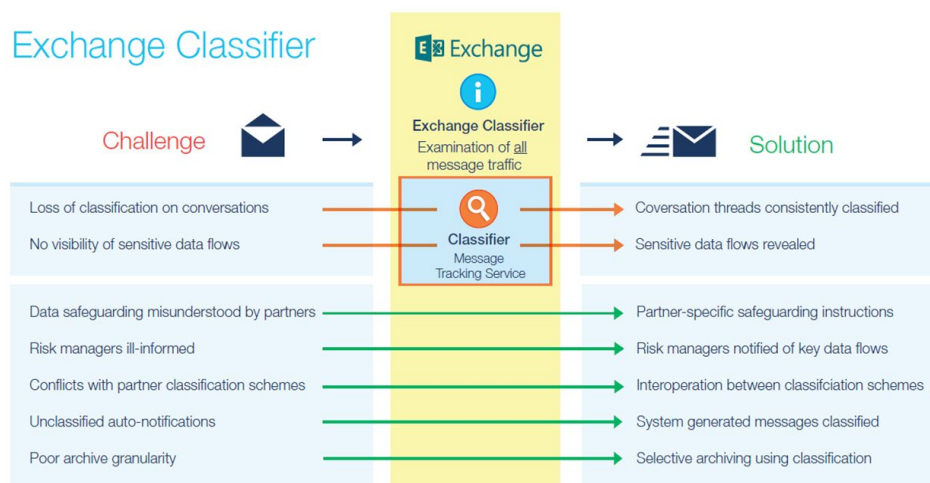 Exchange Classifier
Exchange
Exchange Classifier
Examination of all
message traffic
Challenge
Solution
Classifier
Message
Tracking Service
Loss of classification on conversations
Coversation threads consistently classified
No visibility of sensitive data flows
Sensitive data flows revealed
Data safeguarding misunderstood by partners
Partner-specific safeguarding instructions
Risk managers ill-informed
Risk managers notified of key data flows
Conflicts with partner classification schemes
Interoperation between classifciation schemes
Unclassified auto-notifications
System generated messages classified
Poor archive granularity
Selective archiving using classification